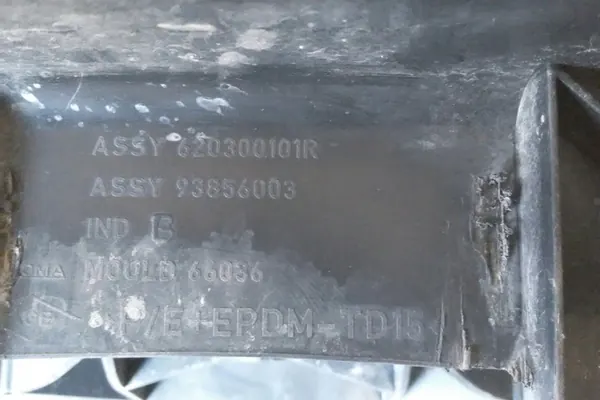 ASSY 620300101R
ASSY 93856003
IND B
MOULD 66036
P/E+EPDM-TD15